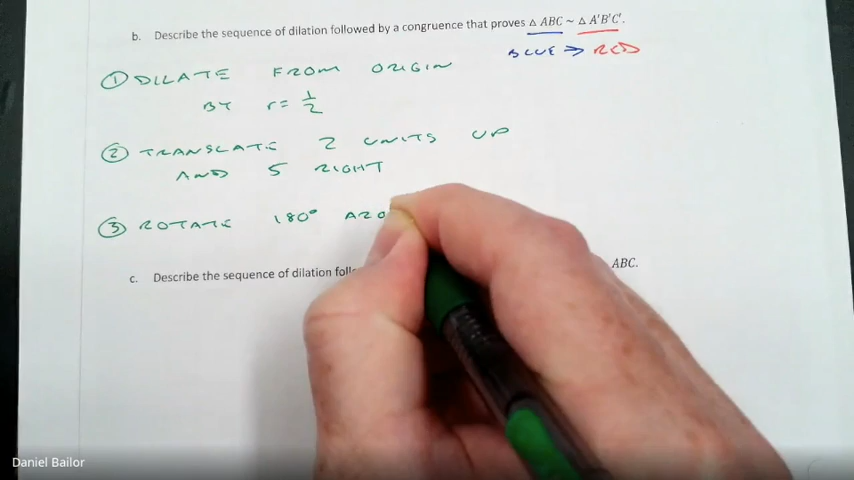 b. Describe the sequence of dilation followed by a congruence that proves △ ABC ~ △ A'B'C'.
BLUE ⇒ RED
① DILATE FROM ORIGIN
BY r = 1/2
② TRANSLATE 2 UNITS UP
AND 5 RIGHT
③ ROTATE 180° ARO
c. Describe the sequence of dilation foll ABC.
Daniel Bailor